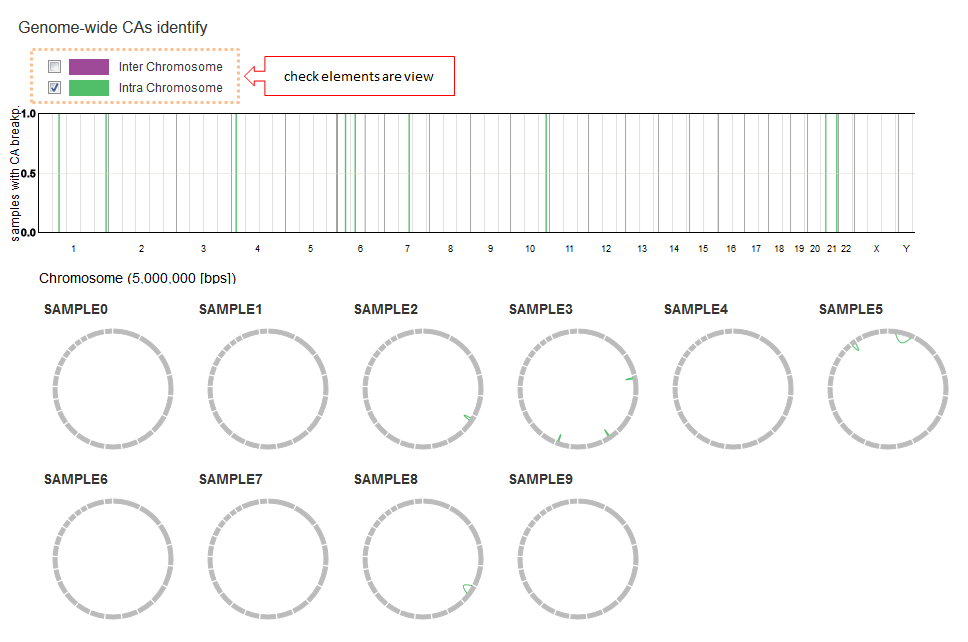 Genome-wide CAs identify
Inter Chromosome
check elements are view
Intra Chromosome
samples with CA breakp.
1.0
0.5
0.0
1 2 3 4 5 6 7 8 9 10 11 12 13 14 15 16 17 18 19 20 21 22 X Y
Chromosome (5,000,000 [bps])
SAMPLE0 SAMPLE1 SAMPLE2 SAMPLE3 SAMPLE4 SAMPLE5
SAMPLE6 SAMPLE7 SAMPLE8 SAMPLE9